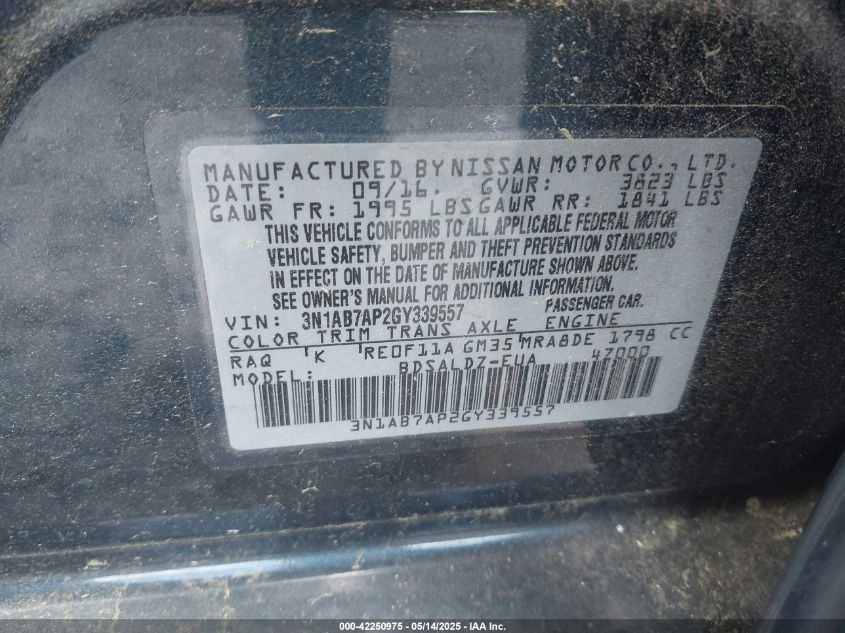 MANUFACTURED BY NISSAN MOTOR CO., LTD.
DATE: 09/16. GVWR: 3823 LBS
GAWR FR: 1995 LBS GAWR RR: 1841 LBS
THIS VEHICLE CONFORMS TO ALL APPLICABLE FEDERAL MOTOR
VEHICLE SAFETY, BUMPER AND THEFT PREVENTION STANDARDS
IN EFFECT ON THE DATE OF MANUFACTURE SHOWN ABOVE.
SEE OWNER'S MANUAL FOR ADDITIONAL INFORMATION.
VIN: 3N1AB7AP2GY339557 PASSENGER CAR.
COLOR TRIM TRANS AXLE ENGINE
RAQ K RE0F11A GM35 MRA8DE 1798 CC
MODEL: BDSALDZ-EUA 47000
3N1AB7AP2GY339557
000-42250975 - 05/14/2025 - IAA Inc.